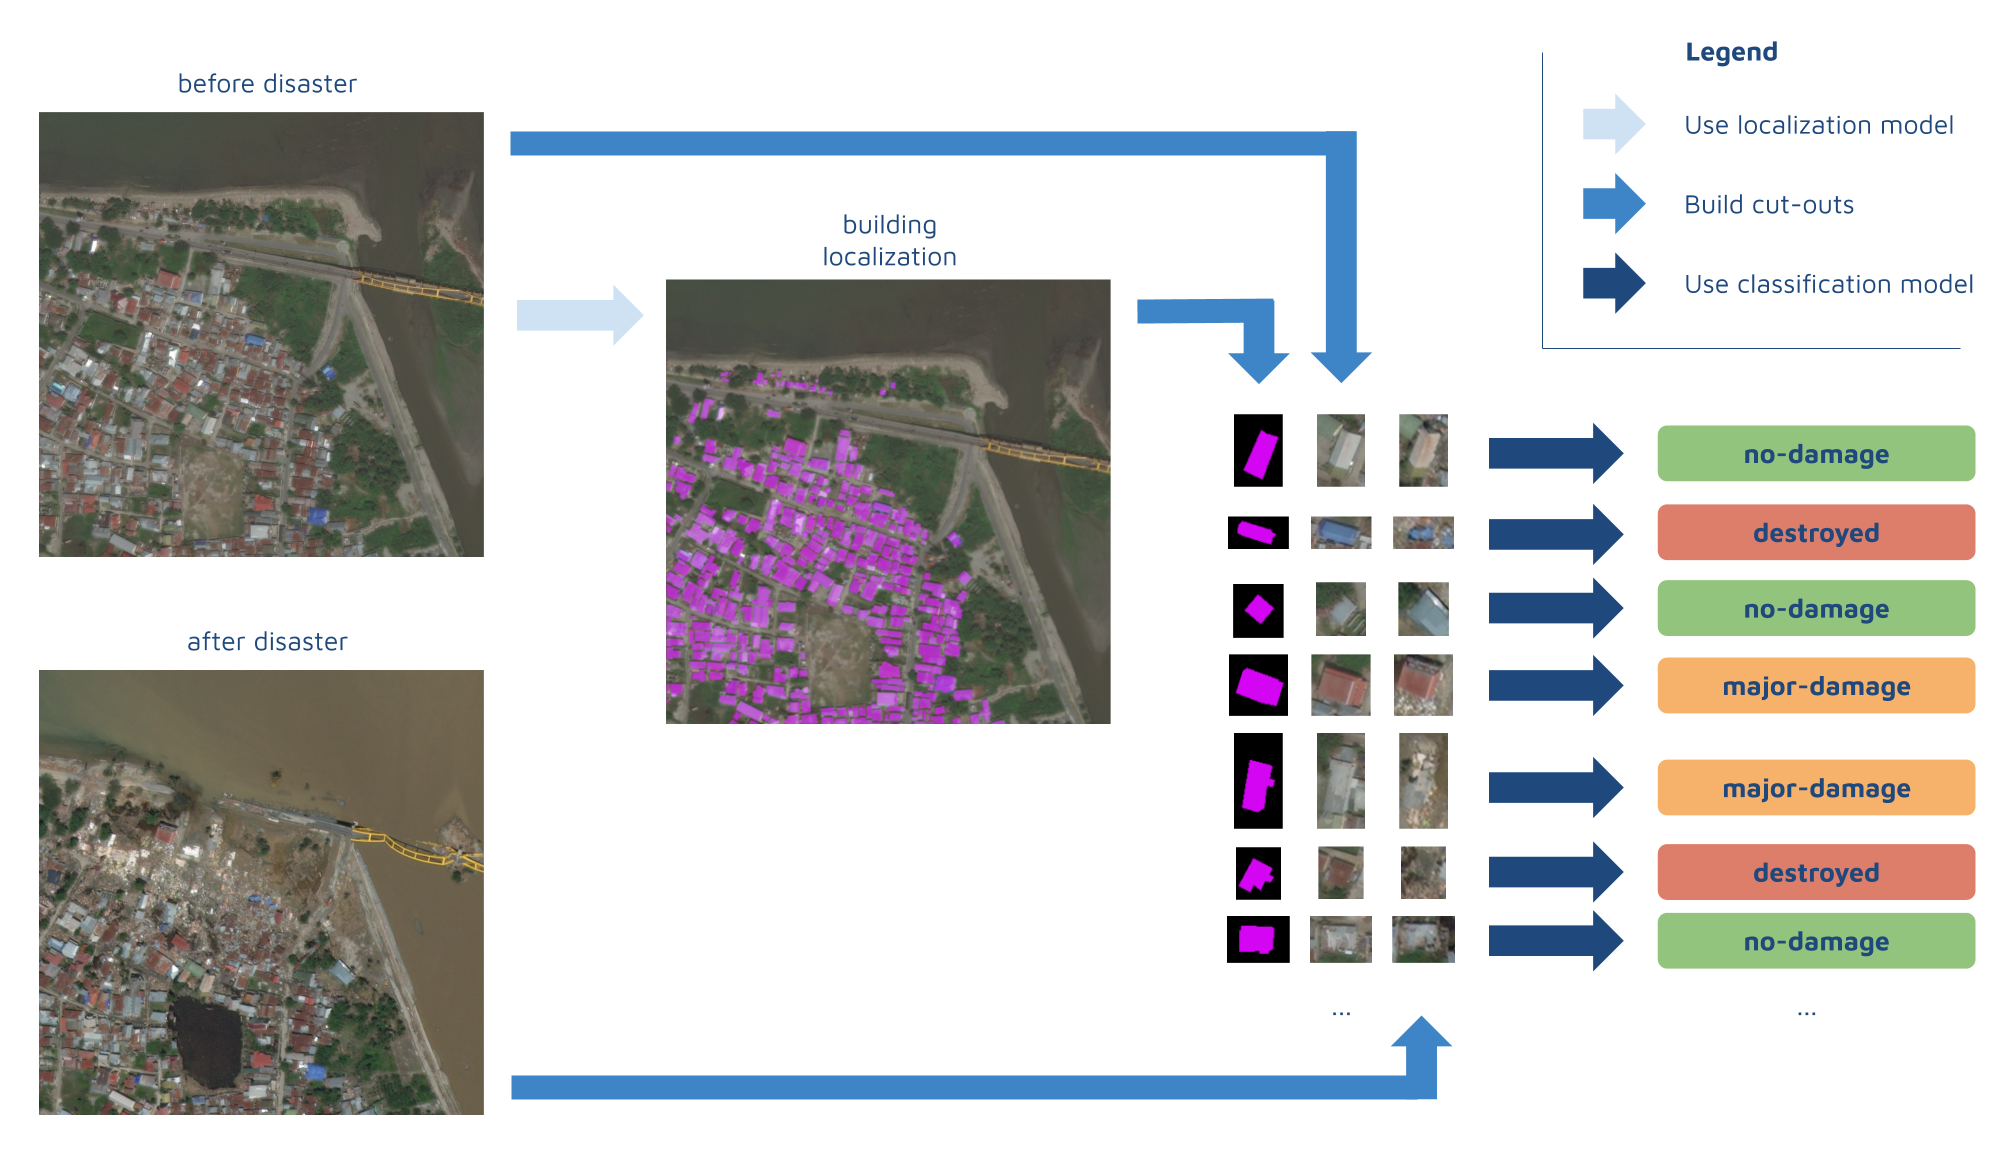 before disaster
after disaster
building
localization
Legend
Use localization model
Build cut-outs
Use classification model
no-damage
destroyed
no-damage
major-damage
major-damage
destroyed
no-damage
...
...